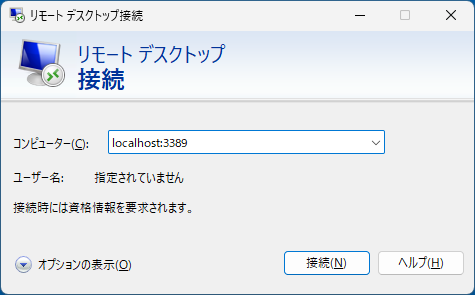 リモート デスクトップ接続
リモート デスクトップ
接続
コンピューター(C): localhost:3389
ユーザー名: 指定されていません
接続時には資格情報を要求されます。
オプションの表示(O) 接続(N) ヘルプ(H)